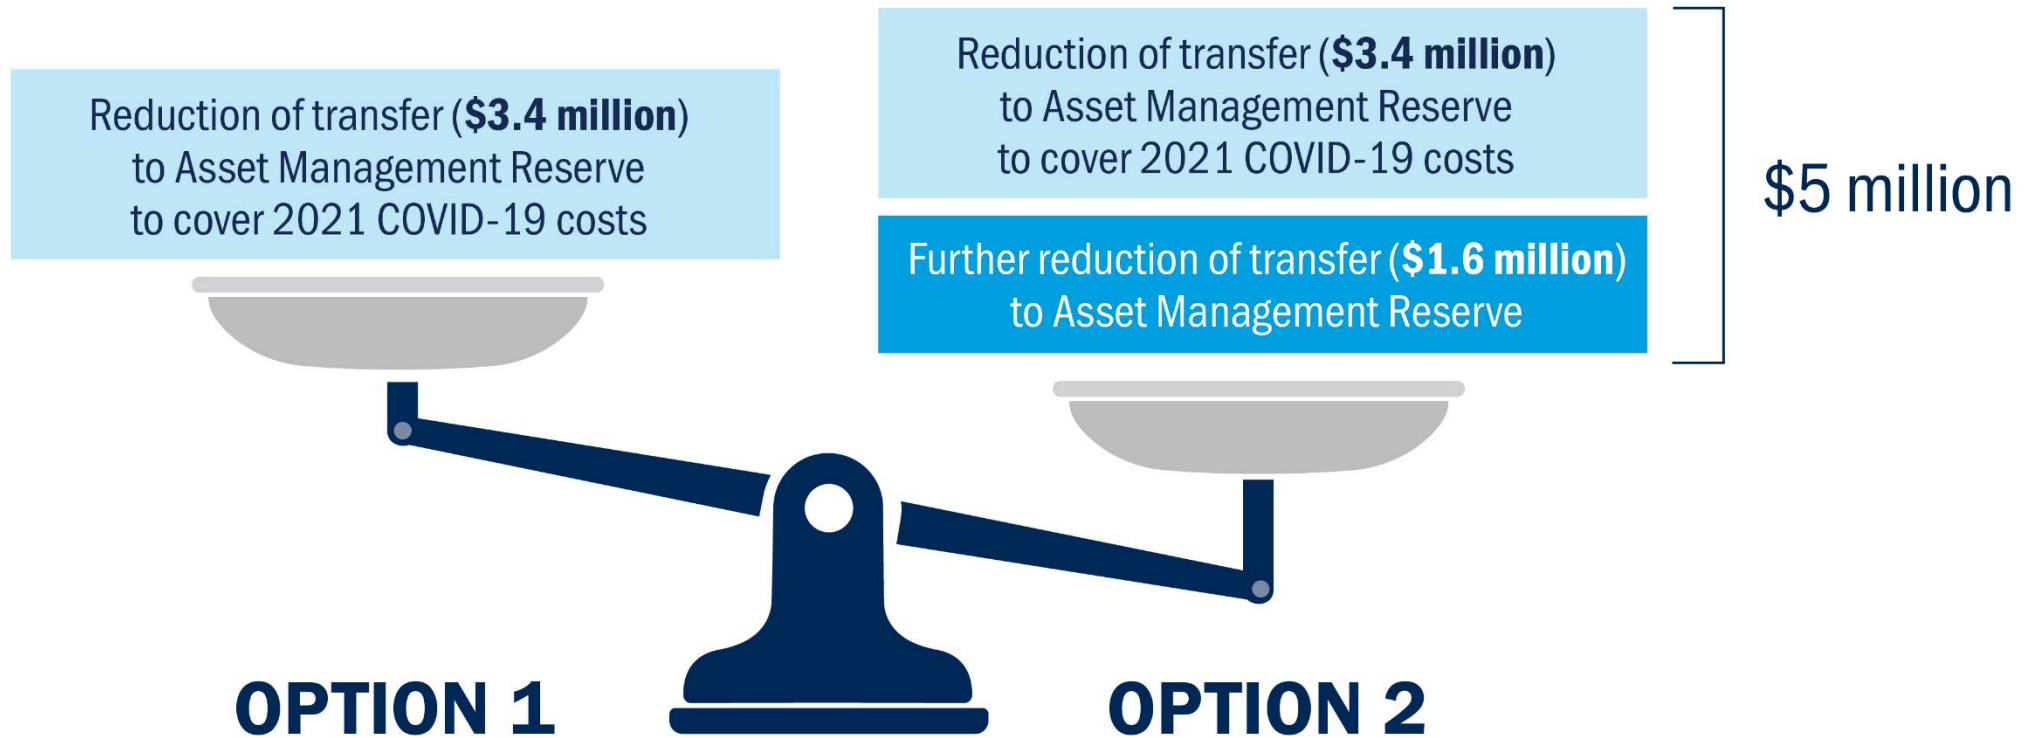 Reduction of transfer ($3.4 million)
to Asset Management Reserve
to cover 2021 COVID-19 costs
Reduction of transfer ($3.4 million)
to Asset Management Reserve
to cover 2021 COVID-19 costs
Further reduction of transfer ($1.6 million)
to Asset Management Reserve
$5 million
OPTION 1
OPTION 2